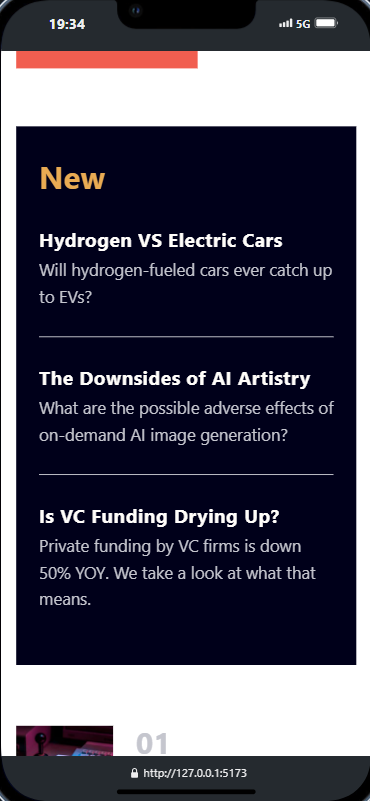 19:34
5G
New
Hydrogen VS Electric Cars
Will hydrogen-fueled cars ever catch up
to EVs?
The Downsides of AI Artistry
What are the possible adverse effects of
on-demand AI image generation?
Is VC Funding Drying Up?
Private funding by VC firms is down
50% YOY. We take a look at what that
means.
01
http://127.0.0.1:5173